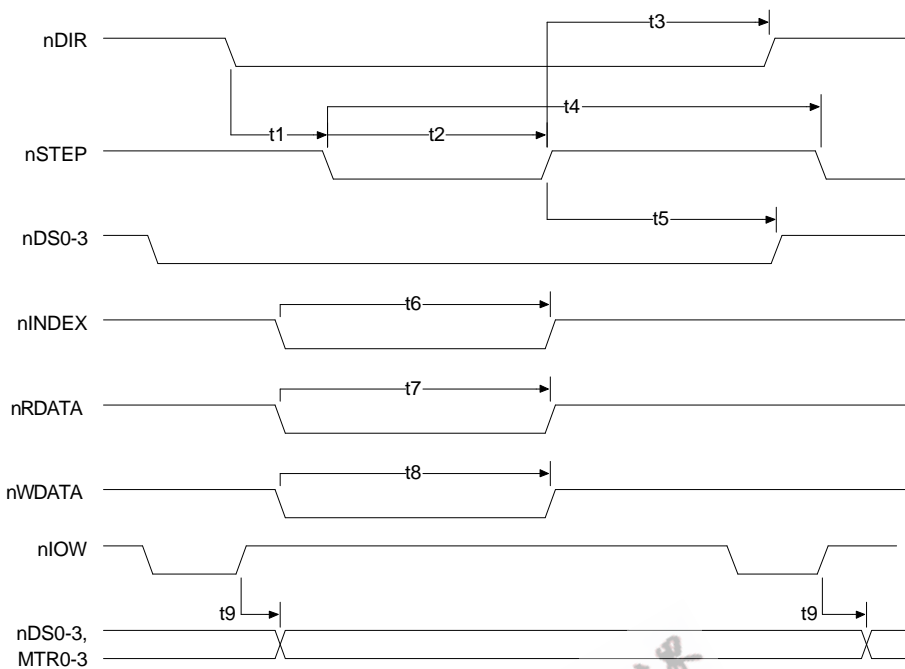 nDIR
t3
t4
t1
t2
nSTEP
t5
nDS0-3
t6
nINDEX
t7
nRDATA
t8
nWDATA
nIOW
t9
t9
nDS0-3,
MTR0-3